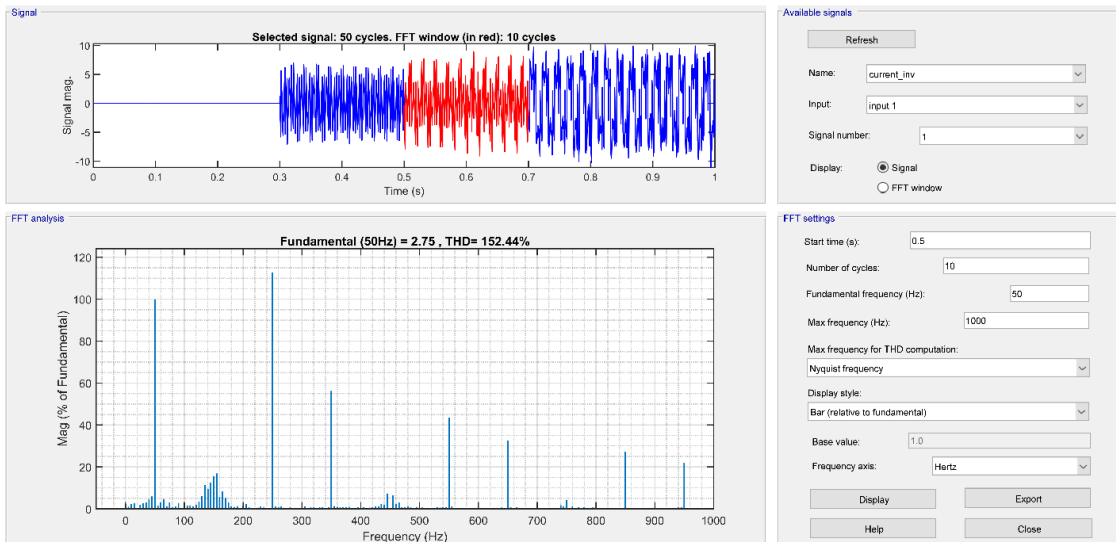 Signal
Selected signal: 50 cycles. FFT window (in red): 10 cycles
10
5
0
-5
-10
Signal mag.
0 0.1 0.2 0.3 0.4 0.5 0.6 0.7 0.8 0.9 1
Time (s)
FFT analysis
Fundamental (50Hz) = 2.75 , THD= 152.44%
120
100
80
60
40
20
0
Mag (% of Fundamental)
0 100 200 300 400 500 600 700 800 900 1000
Frequency (Hz)
Available signals
Refresh
Name: current_inv
Input: input 1
Signal number: 1
Display: Signal
FFT window
FFT settings
Start time (s): 0.5
Number of cycles: 10
Fundamental frequency (Hz): 50
Max frequency (Hz): 1000
Max frequency for THD computation:
Nyquist frequency
Display style:
Bar (relative to fundamental)
Base value: 1.0
Frequency axis: Hertz
Display Export
Help Close